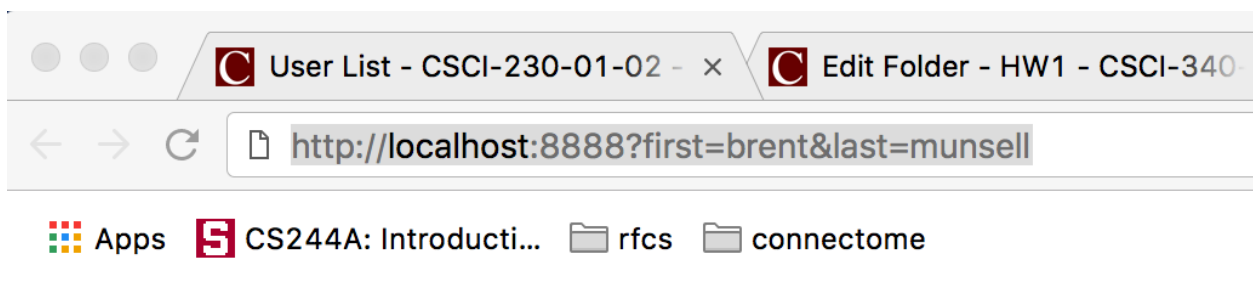 C User List - CSCI-230-01-02 - × C Edit Folder - HW1 - CSCI-340-
http://localhost:8888?first=brent&last=munsell
Apps S CS244A: Introducti... rfcs connectome